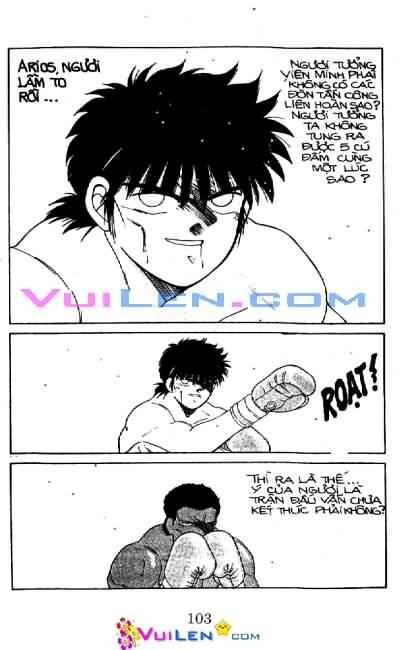 ARIOS, NGƯƠI
LẦM TO
RỒI ...
NGƯƠI TƯỞNG
VIÊN MINH PHÁI
KHÔNG CÓ CÁC
ĐÒN TẤN CÔNG
LIÊN HOÀN SAO?
NGƯƠI TƯỞNG
TA KHÔNG
TUNG RA
ĐƯỢC 5 CÚ
ĐẤM CÙNG
MỘT LÚC
SAO ?
VUILEN.COM
ROẠT!
THÌ RA LÀ THẾ...
Ý CỦA NGƯƠI LÀ
TRẬN ĐẤU VẪN CHƯA
KẾT THÚC PHẢI KHÔNG?
103
VUILEN.COM